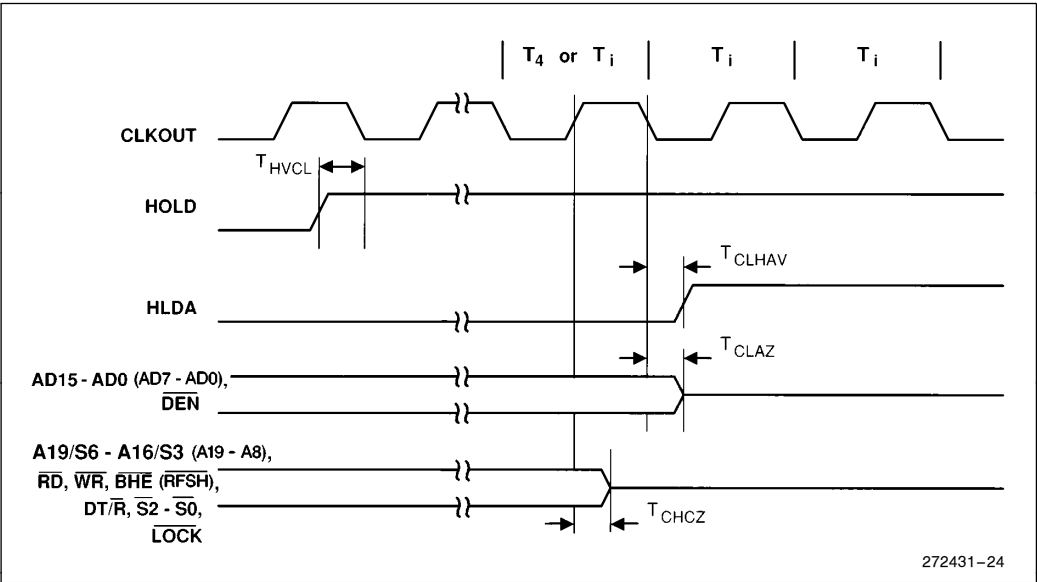 T4 or Ti Ti Ti
CLKOUT
THVCL
HOLD
TCLHAV
HLDA
TCLAZ
AD15 - AD0 (AD7 - AD0),
DEN
A19/S6 - A16/S3 (A19 - A8),
RD, WR, BHE (RFSH),
DT/R, S2 - S0,
LOCK
TCHCZ
272431-24